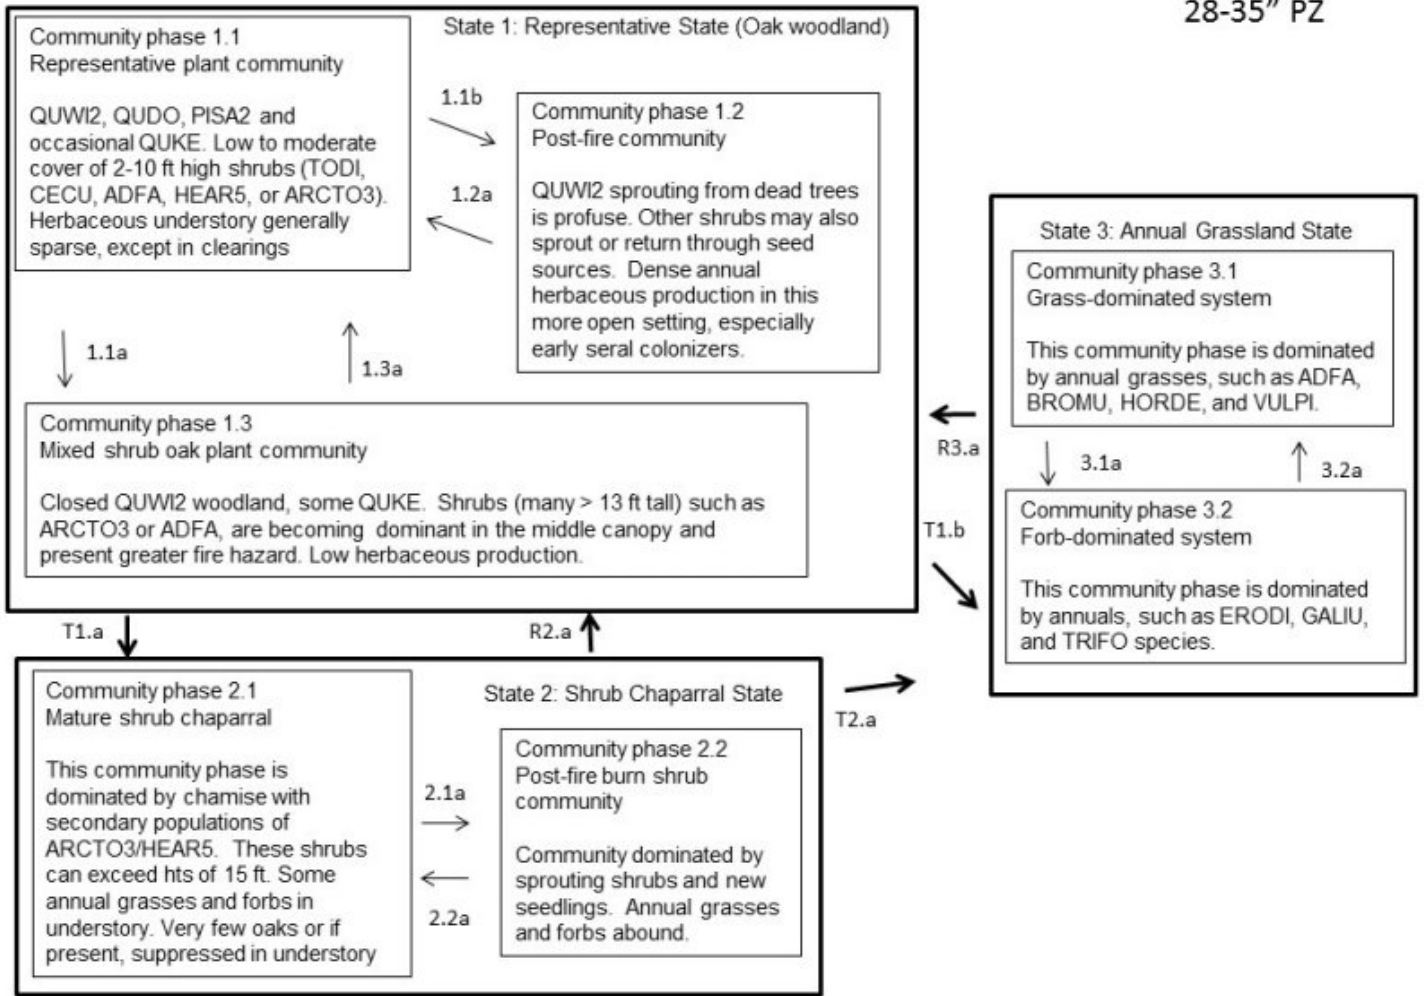 28-35” PZ
State 1: Representative State (Oak woodland)
Community phase 1.1
Representative plant community
QUWI2, QUDO, PISA2 and
occasional QUKE. Low to moderate
cover of 2-10 ft high shrubs (TODI,
CECU, ADFA, HEAR5, or ARCTO3).
Herbaceous understory generally
sparse, except in clearings
1.1b
1.2a
Community phase 1.2
Post-fire community
QUWI2 sprouting from dead trees
is profuse. Other shrubs may also
sprout or return through seed
sources. Dense annual
herbaceous production in this
more open setting, especially
early seral colonizers.
1.1a
1.3a
Community phase 1.3
Mixed shrub oak plant community
Closed QUWI2 woodland, some QUKE. Shrubs (many > 13 ft tall) such as
ARCTO3 or ADFA, are becoming dominant in the middle canopy and
present greater fire hazard. Low herbaceous production.
State 3: Annual Grassland State
Community phase 3.1
Grass-dominated system
This community phase is dominated
by annual grasses, such as ADFA,
BROMU, HORDE, and VULPI.
R3.a
3.1a
3.2a
T1.b
Community phase 3.2
Forb-dominated system
This community phase is dominated
by annuals, such as ERODI, GALIU,
and TRIFO species.
T1.a
R2.a
State 2: Shrub Chaparral State
Community phase 2.1
Mature shrub chaparral
This community phase is
dominated by chamise with
secondary populations of
ARCTO3/HEAR5. These shrubs
can exceed hts of 15 ft. Some
annual grasses and forbs in
understory. Very few oaks or if
present, suppressed in understory
2.1a
2.2a
Community phase 2.2
Post-fire burn shrub
community
Community dominated by
sprouting shrubs and new
seedlings. Annual grasses
and forbs abound.
T2.a